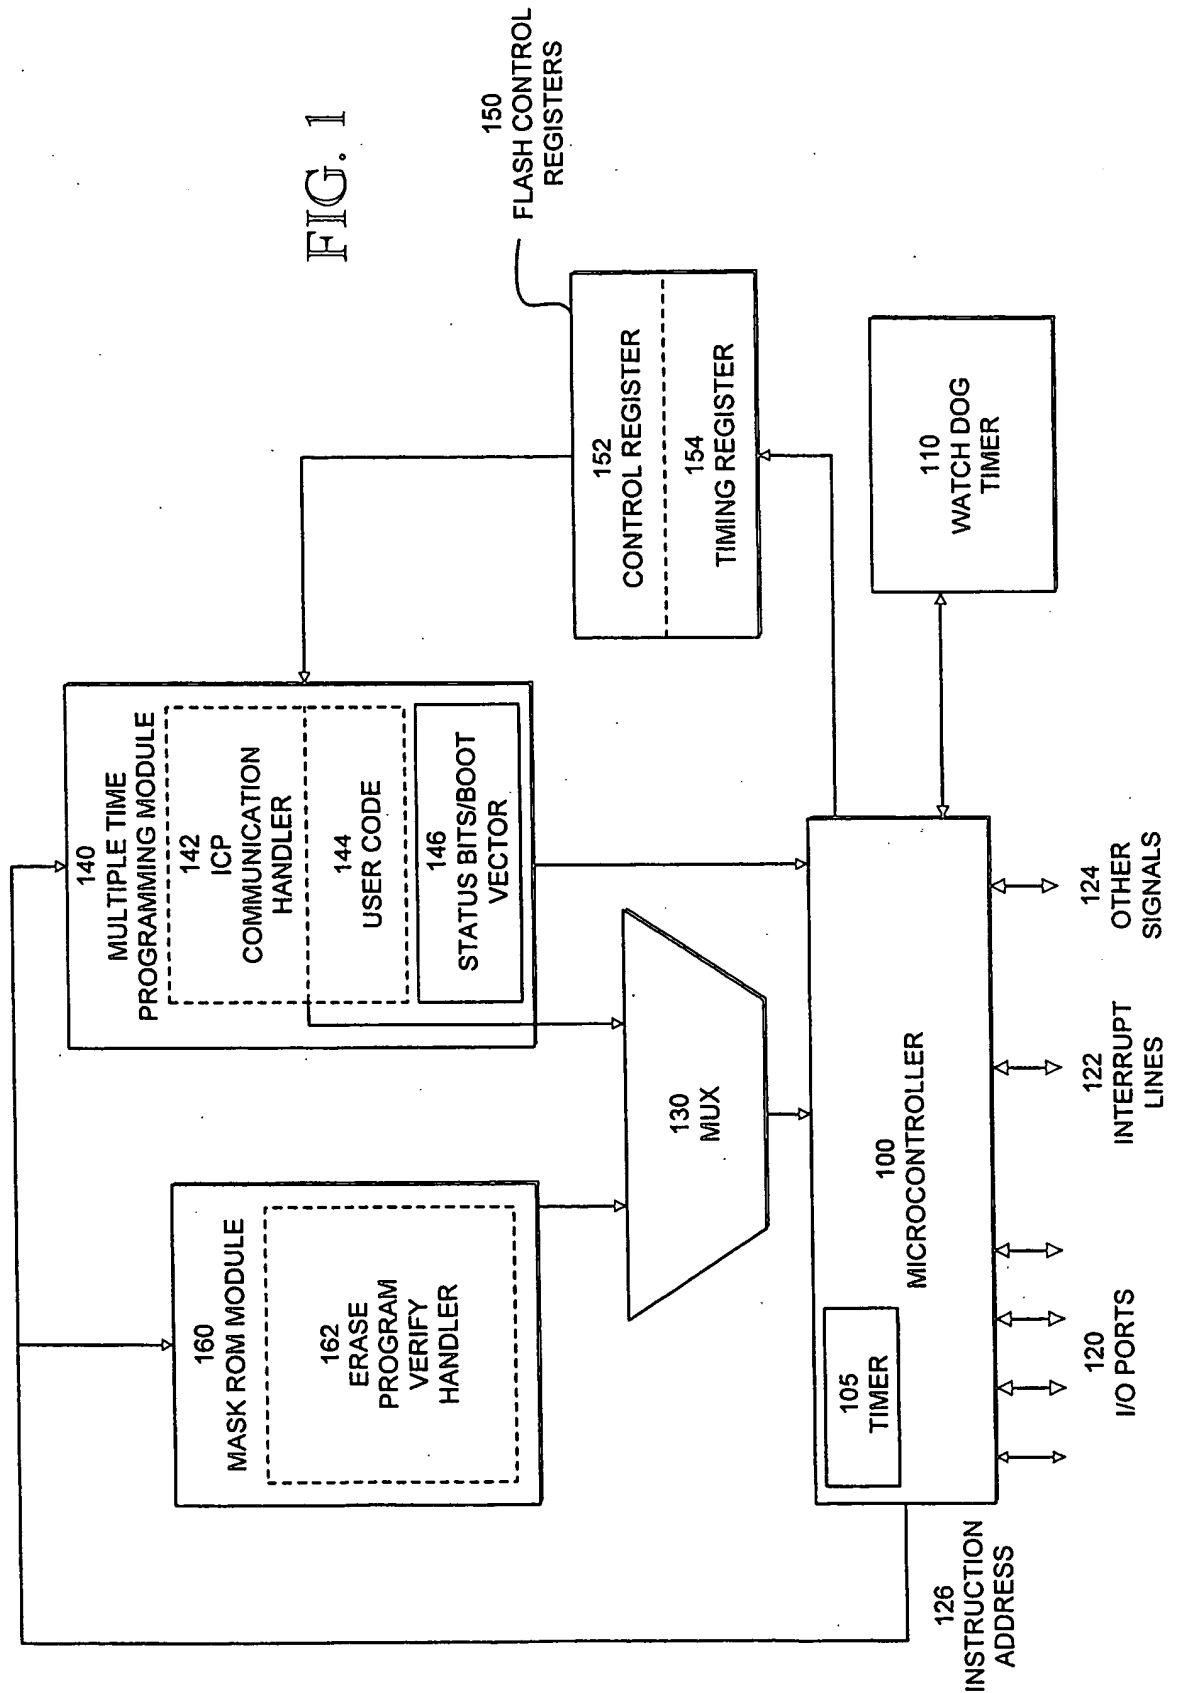 FIG. 1
160
MASK ROM MODULE
162
ERASE
PROGRAM
VERIFY
HANDLER
140
MULTIPLE TIME
PROGRAMMING MODULE
142
ICP
COMMUNICATION
HANDLER
144
USER CODE
146
STATUS BITS/BOOT
VECTOR
150
FLASH CONTROL
REGISTERS
152
CONTROL REGISTER
154
TIMING REGISTER
130
MUX
105
TIMER
100
MICROCONTROLLER
110
WATCH DOG
TIMER
126
INSTRUCTION
ADDRESS
120
I/O PORTS
122
INTERRUPT
LINES
124
OTHER
SIGNALS